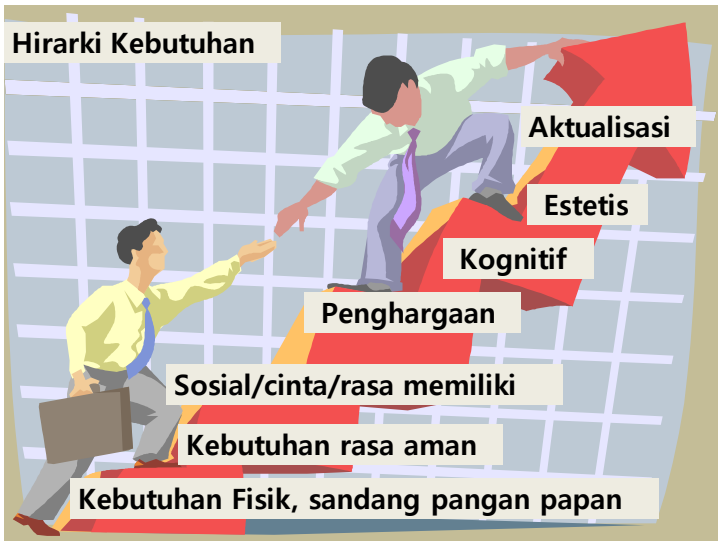 Hirarki Kebutuhan
Aktualisasi
Estetis
Kognitif
Penghargaan
Sosial/cinta/rasa memiliki
Kebutuhan rasa aman
Kebutuhan Fisik, sandang pangan papan